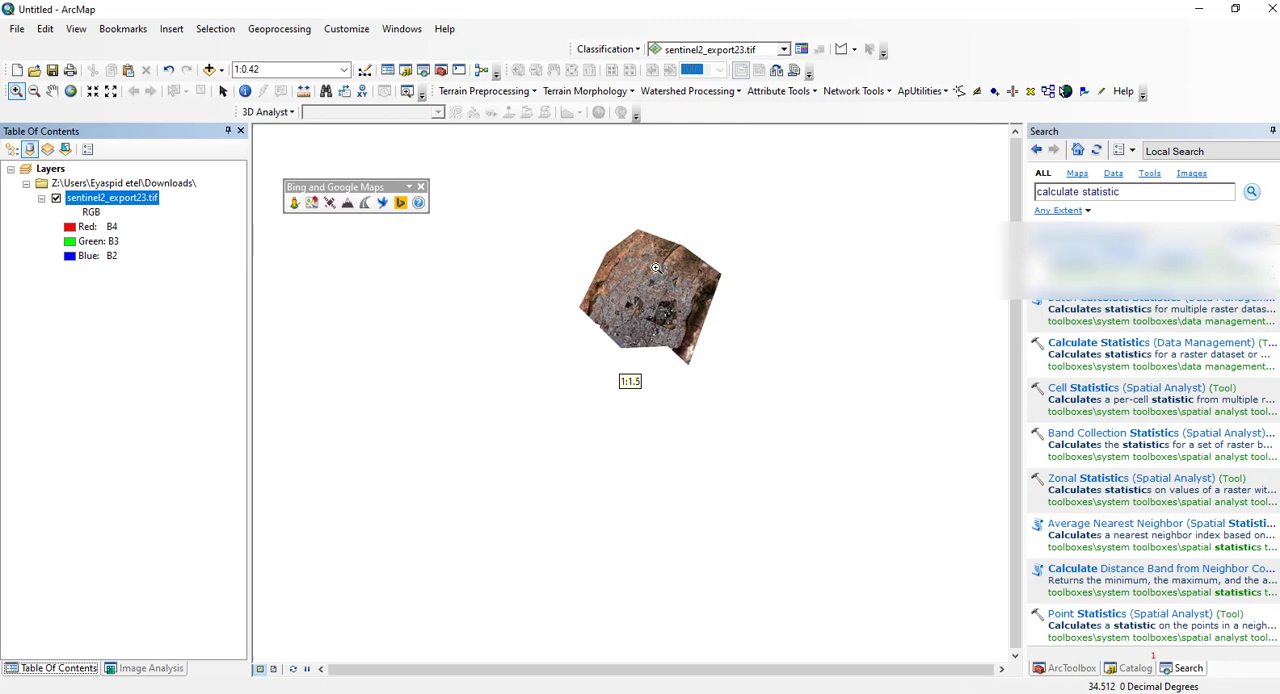 Untitled - ArcMap
File Edit View Bookmarks Insert Selection Geoprocessing Customize Windows Help
Classification sentinel2_export23.tif
1:0.42
Terrain Preprocessing Terrain Morphology Watershed Processing Attribute Tools Network Tools ApUtilities Help
3D Analyst
Table Of Contents
Layers
Z:\Users\Eyaspid etel\Downloads\
sentinel2_export23.tif
RGB
Red: B4
Green: B3
Blue: B2
Bing and Google Maps
1:1.5
Search
Local Search
ALL Maps Data Tools Images
calculate statistic
Any Extent
Calculates statistics for multiple raster datas...
toolboxes\system toolboxes\data management...
Calculate Statistics (Data Management) (T...
Calculates statistics for a raster dataset or ...
toolboxes\system toolboxes\data management...
Cell Statistics (Spatial Analyst) (Tool)
Calculates a per-cell statistic from multiple r...
toolboxes\system toolboxes\spatial analyst tool...
Band Collection Statistics (Spatial Analyst)...
Calculates the statistics for a set of raster b...
toolboxes\system toolboxes\spatial analyst tool...
Zonal Statistics (Spatial Analyst) (Tool)
Calculates statistics on values of a raster wit...
toolboxes\system toolboxes\spatial analyst tool...
Average Nearest Neighbor (Spatial Statisti...
Calculates a nearest neighbor index based on...
toolboxes\system toolboxes\spatial statistics t...
Calculate Distance Band from Neighbor Co...
Returns the minimum, the maximum, and the a...
toolboxes\system toolboxes\spatial statistics t...
Point Statistics (Spatial Analyst) (Tool)
Calculates a statistic on the points in a neigh...
toolboxes\system toolboxes\spatial analyst tool...
1
Table Of Contents Image Analysis
ArcToolbox Catalog Search
34.512 0 Decimal Degrees